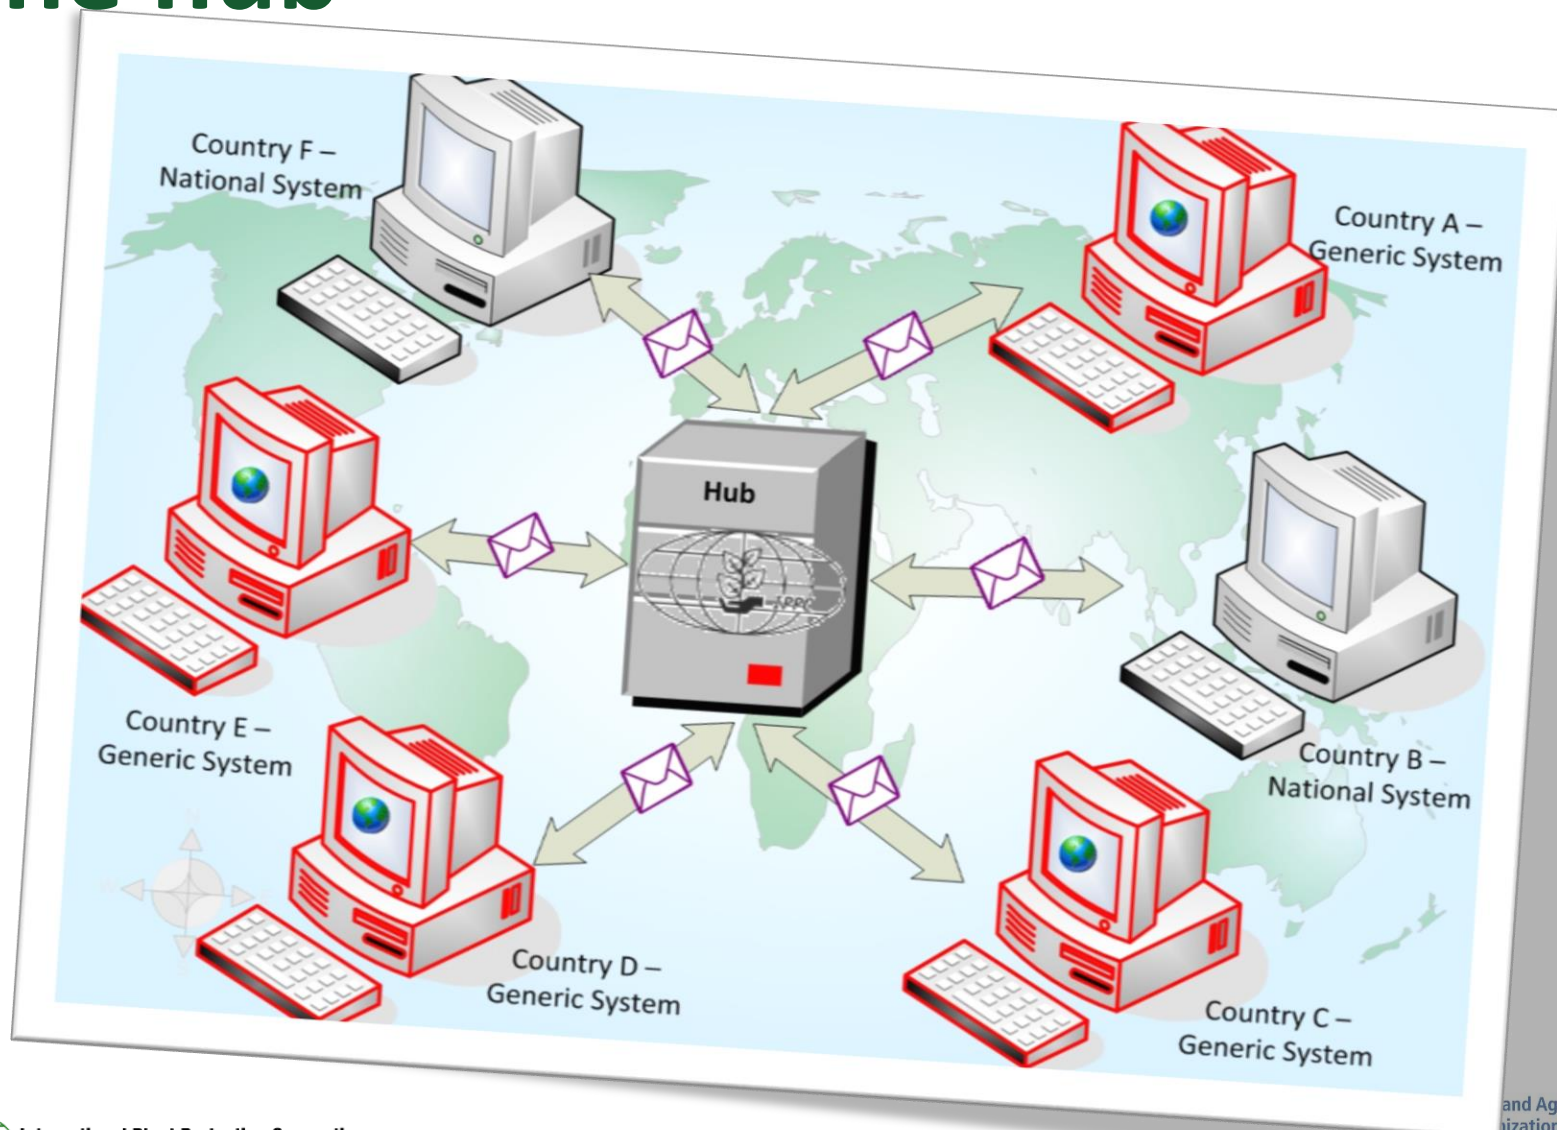 Hub
Country F –
National System
Country A –
Generic System
Hub
IPPC
Country E –
Generic System
Country B –
National System
Country D –
Generic System
Country C –
Generic System
and Ag